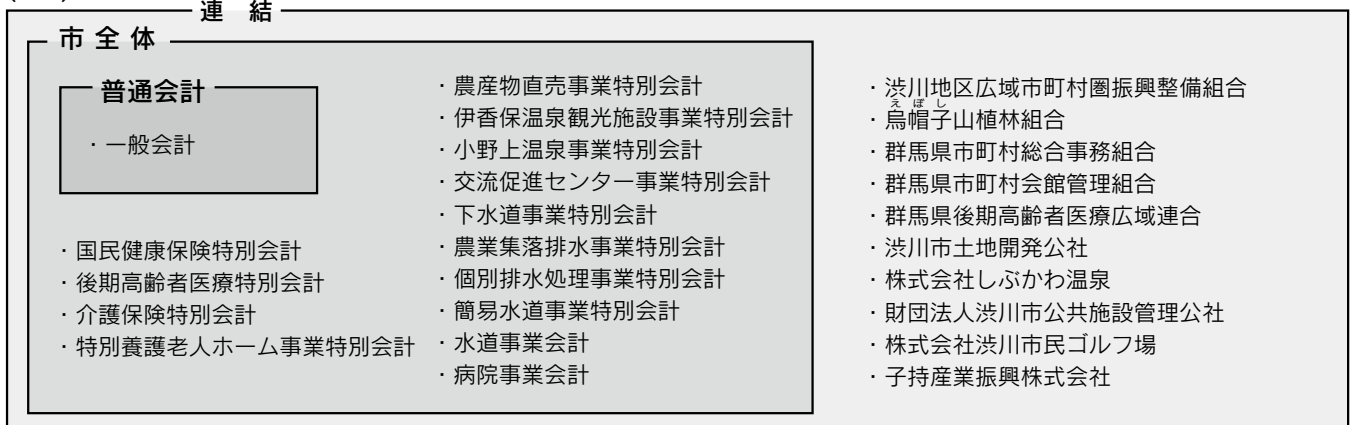 連 結
市 全 体
普通会計
・一般会計
・国民健康保険特別会計
・後期高齢者医療特別会計
・介護保険特別会計
・特別養護老人ホーム事業特別会計
・農産物直売事業特別会計
・伊香保温泉観光施設事業特別会計
・小野上温泉事業特別会計
・交流促進センター事業特別会計
・下水道事業特別会計
・農業集落排水事業特別会計
・個別排水処理事業特別会計
・簡易水道事業特別会計
・水道事業会計
・病院事業会計
・渋川地区広域市町村圏振興整備組合
えぼし
・烏帽子山植林組合
・群馬県市町村総合事務組合
・群馬県市町村会館管理組合
・群馬県後期高齢者医療広域連合
・渋川市土地開発公社
・株式会社しぶかわ温泉
・財団法人渋川市公共施設管理公社
・株式会社渋川市民ゴルフ場
・子持産業振興株式会社